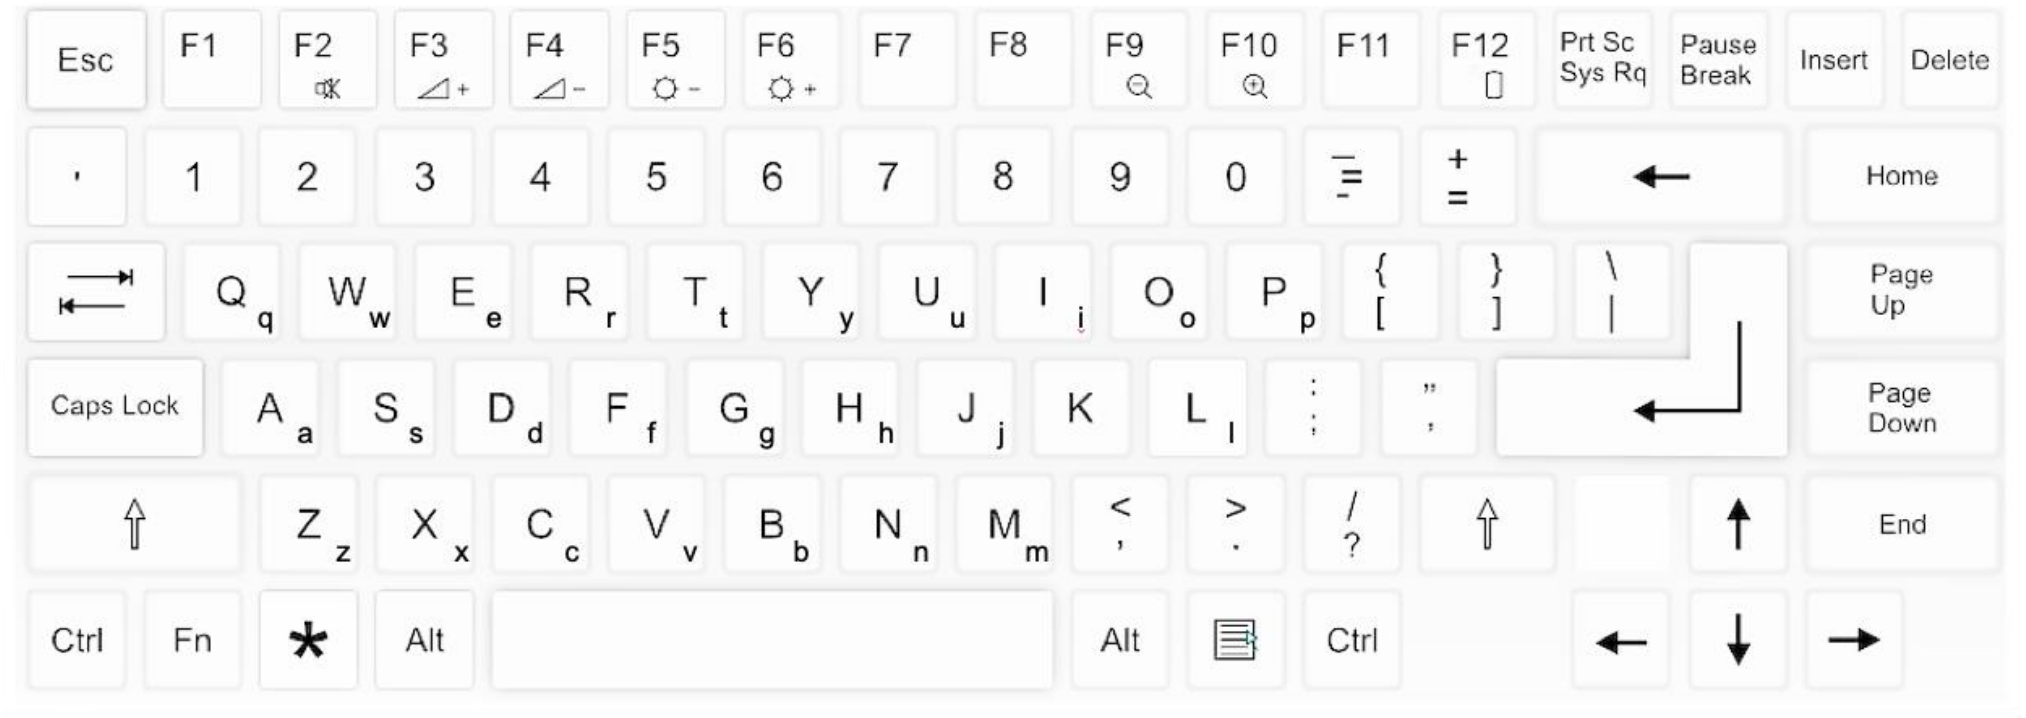 Esc F1 F2 F3 + F4 - F5 - F6 + F7 F8 F9 F10 F11 F12 Prt Sc Sys Rq Pause Break Insert Delete
' 1 2 3 4 5 6 7 8 9 0 _ = - + = ← Home
Q q W w E e R r T t Y y U u I i O o P p { [ } ] \ | Page Up
Caps Lock A a S s D d F f G g H h J j K L l : ; ” , Page Down
⇧ Z z X x C c V v B b N n M m < , > . / ? ⇧ ↑ End
Ctrl Fn * Alt Alt Ctrl ← ↓ →